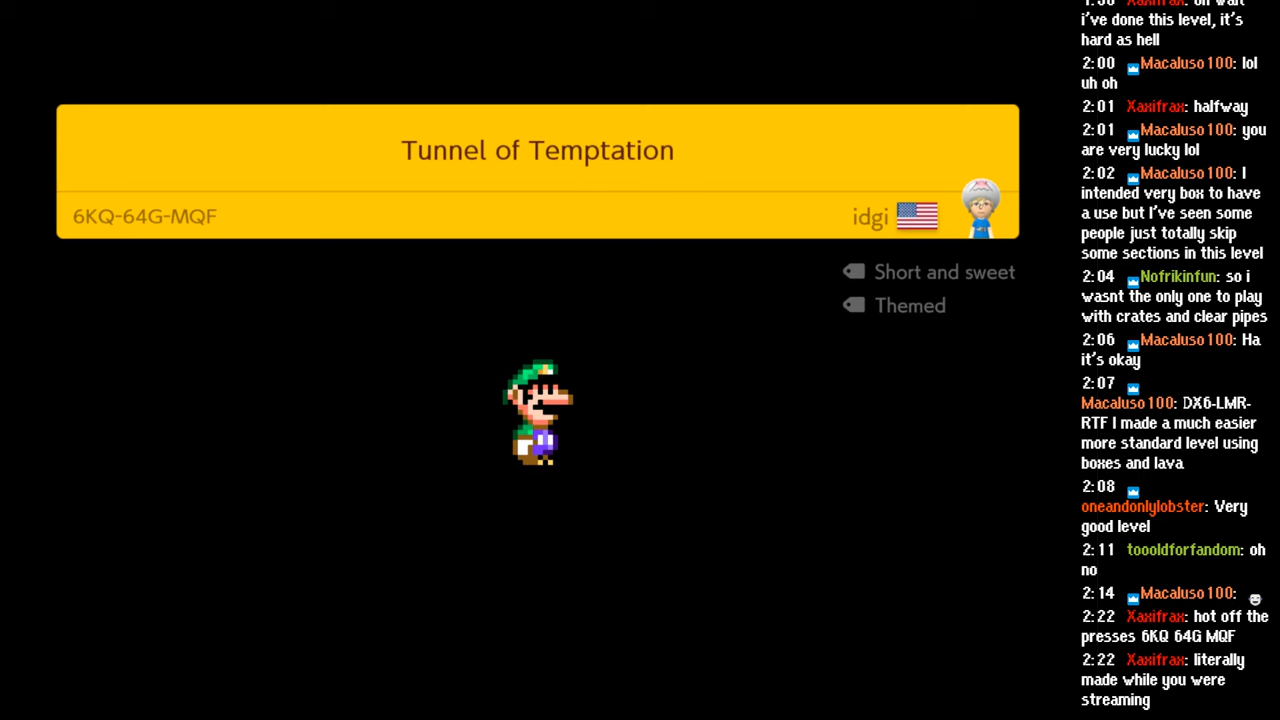 Tunnel of Temptation
6KQ-64G-MQF
idgi
Short and sweet
Themed
i've done this level, it's
hard as hell
2:00 Macaluso100: lol
uh oh
2:01 Xaxifrax: halfway
2:01 Macaluso100: you
are very lucky lol
2:02 Macaluso100: I
intended very box to have
a use but I've seen some
people just totally skip
some sections in this level
2:04 Nofrikinfun: so i
wasnt the only one to play
with crates and clear pipes
2:06 Macaluso100: Ha
it's okay
2:07
Macaluso100: DX6-LMR-
RTF I made a much easier
more standard level using
boxes and lava
2:08
oneandonlylobster: Very
good level
2:11 toooldforfandom: oh
no
2:14 Macaluso100:
2:22 Xaxifrax: hot off the
presses 6KQ 64G MQF
2:22 Xaxifrax: literally
made while you were
streaming